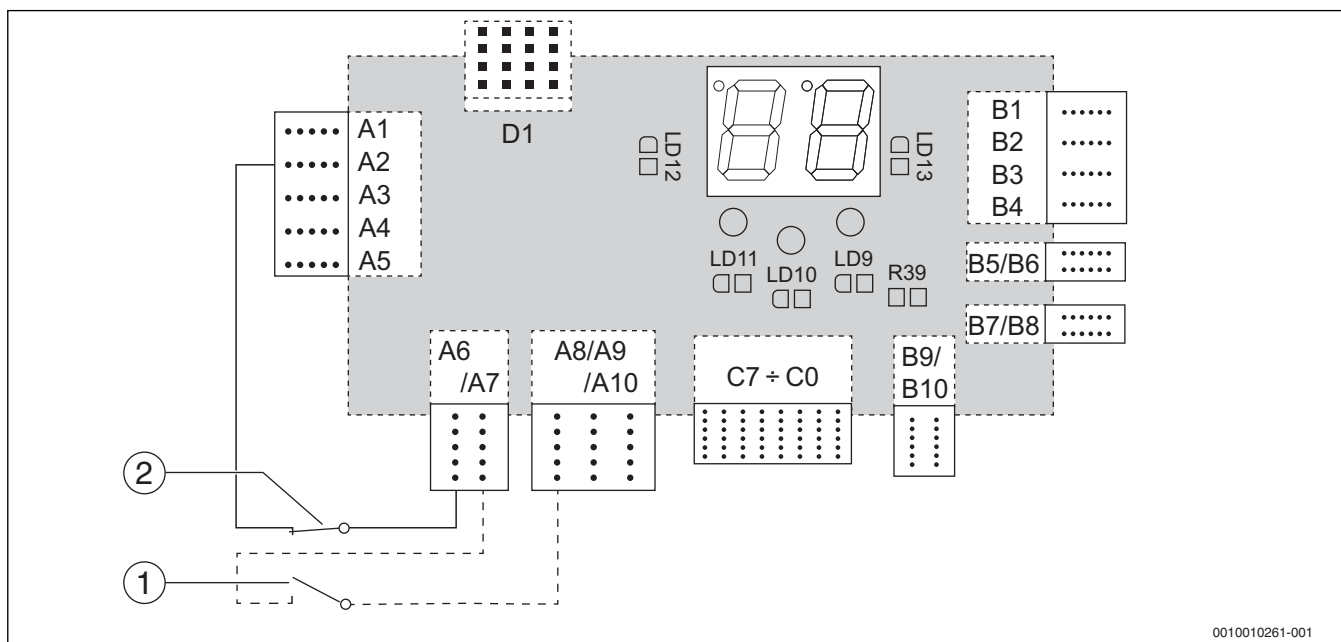 D1
A1
A2
A3
A4
A5
LD12
LD13
B1
B2
B3
B4
LD11
LD10
LD9
R39
B5/B6
B7/B8
A6
/A7
A8/A9
/A10
C7 ÷ C0
B9/
B10
2
1
0010010261-001